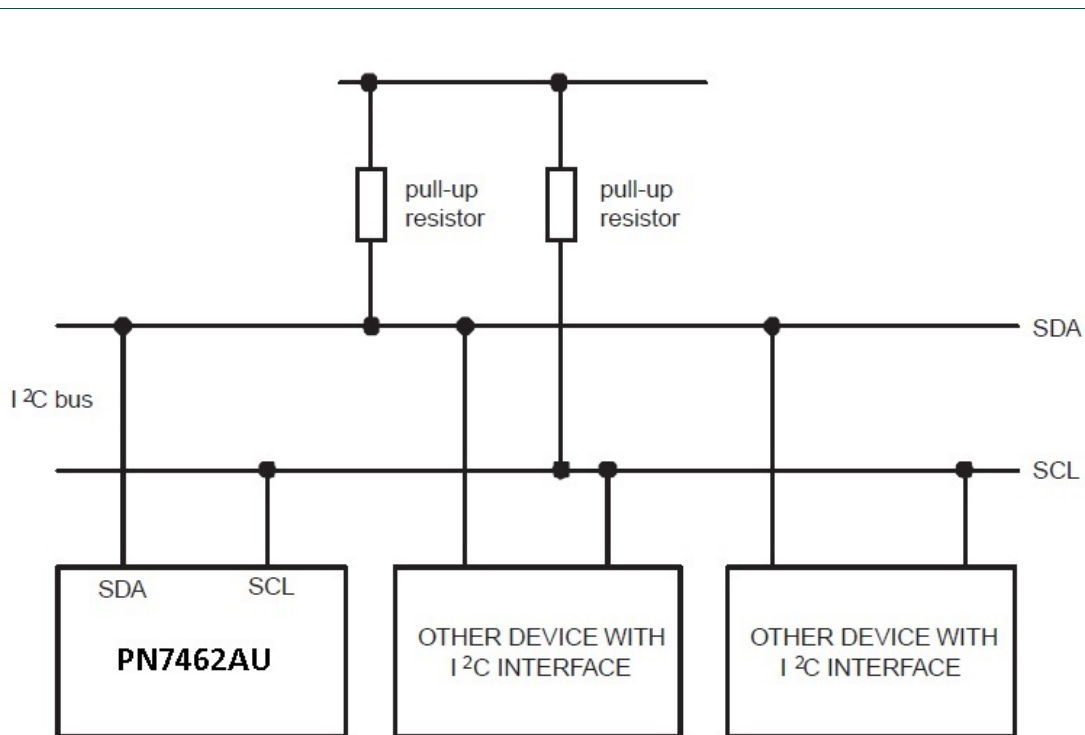 pull-up
resistor
pull-up
resistor
SDA
I ²C bus
SCL
SDA
SCL
PN7462AU
OTHER DEVICE WITH
I ²C INTERFACE
OTHER DEVICE WITH
I ²C INTERFACE